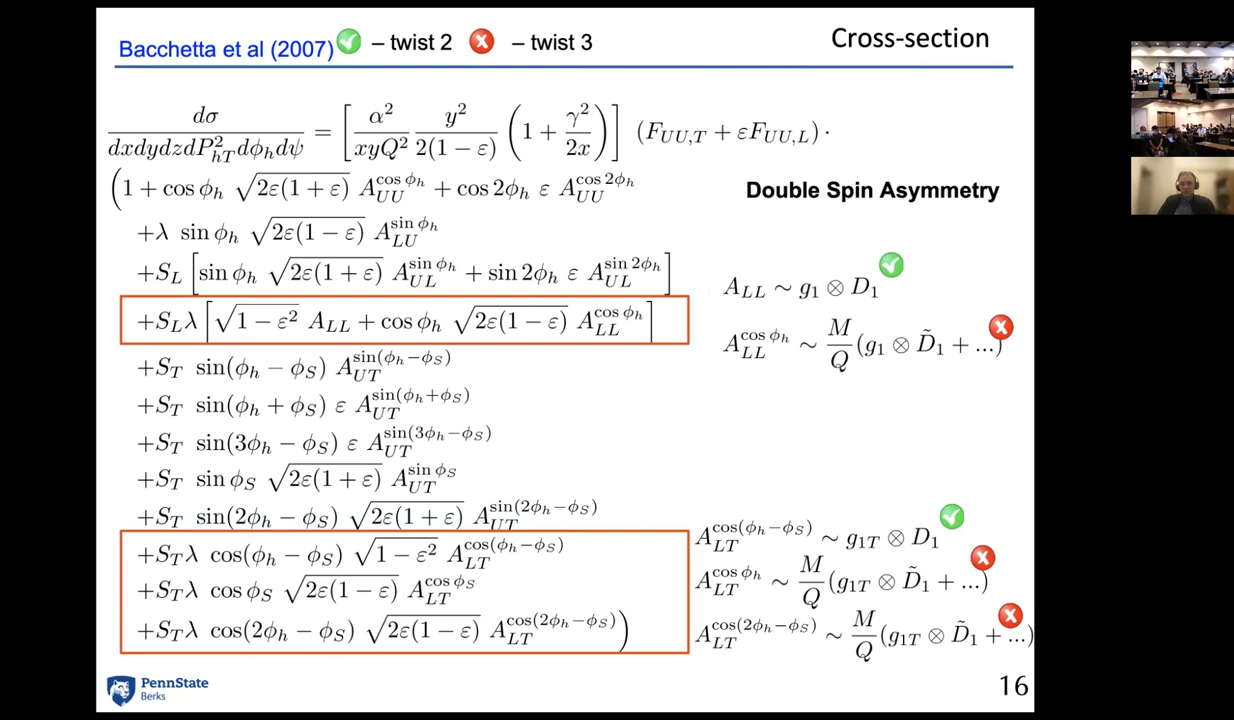 Bacchetta et al (2007) – twist 2 – twist 3
Cross-section
dσ / dxdydzdP²_hT dφ_h dψ = [ α²/xyQ² y²/2(1 − ε) (1 + γ²/2x) ] (F_UU,T + εF_UU,L) ·
(1 + cos φ_h √2ε(1 + ε) A_UU^cos φ_h + cos 2φ_h ε A_UU^cos 2φ_h
Double Spin Asymmetry
+λ sin φ_h √2ε(1 − ε) A_LU^sin φ_h
+S_L [sin φ_h √2ε(1 + ε) A_UL^sin φ_h + sin 2φ_h ε A_UL^sin 2φ_h]
A_LL ∼ g_1 ⊗ D_1
+S_L λ [√1 − ε² A_LL + cos φ_h √2ε(1 − ε) A_LL^cos φ_h]
A_LL^cos φ_h ∼ M/Q (g_1 ⊗ D̃_1 + ...)
+S_T sin(φ_h − φ_S) A_UT^sin(φ_h−φ_S)
+S_T sin(φ_h + φ_S) ε A_UT^sin(φ_h+φ_S)
+S_T sin(3φ_h − φ_S) ε A_UT^sin(3φ_h−φ_S)
+S_T sin φ_S √2ε(1 + ε) A_UT^sin φ_S
+S_T sin(2φ_h − φ_S) √2ε(1 + ε) A_UT^sin(2φ_h−φ_S)
+S_T λ cos(φ_h − φ_S) √1 − ε² A_LT^cos(φ_h−φ_S)
A_LT^cos(φ_h−φ_S) ∼ g_1T ⊗ D_1
+S_T λ cos φ_S √2ε(1 − ε) A_LT^cos φ_S
A_LT^cos φ_h ∼ M/Q (g_1T ⊗ D̃_1 + ...)
+S_T λ cos(2φ_h − φ_S) √2ε(1 − ε) A_LT^cos(2φ_h−φ_S))
A_LT^cos(2φ_h−φ_S) ∼ M/Q (g_1T ⊗ D̃_1 + ...)
PennState
Berks
16